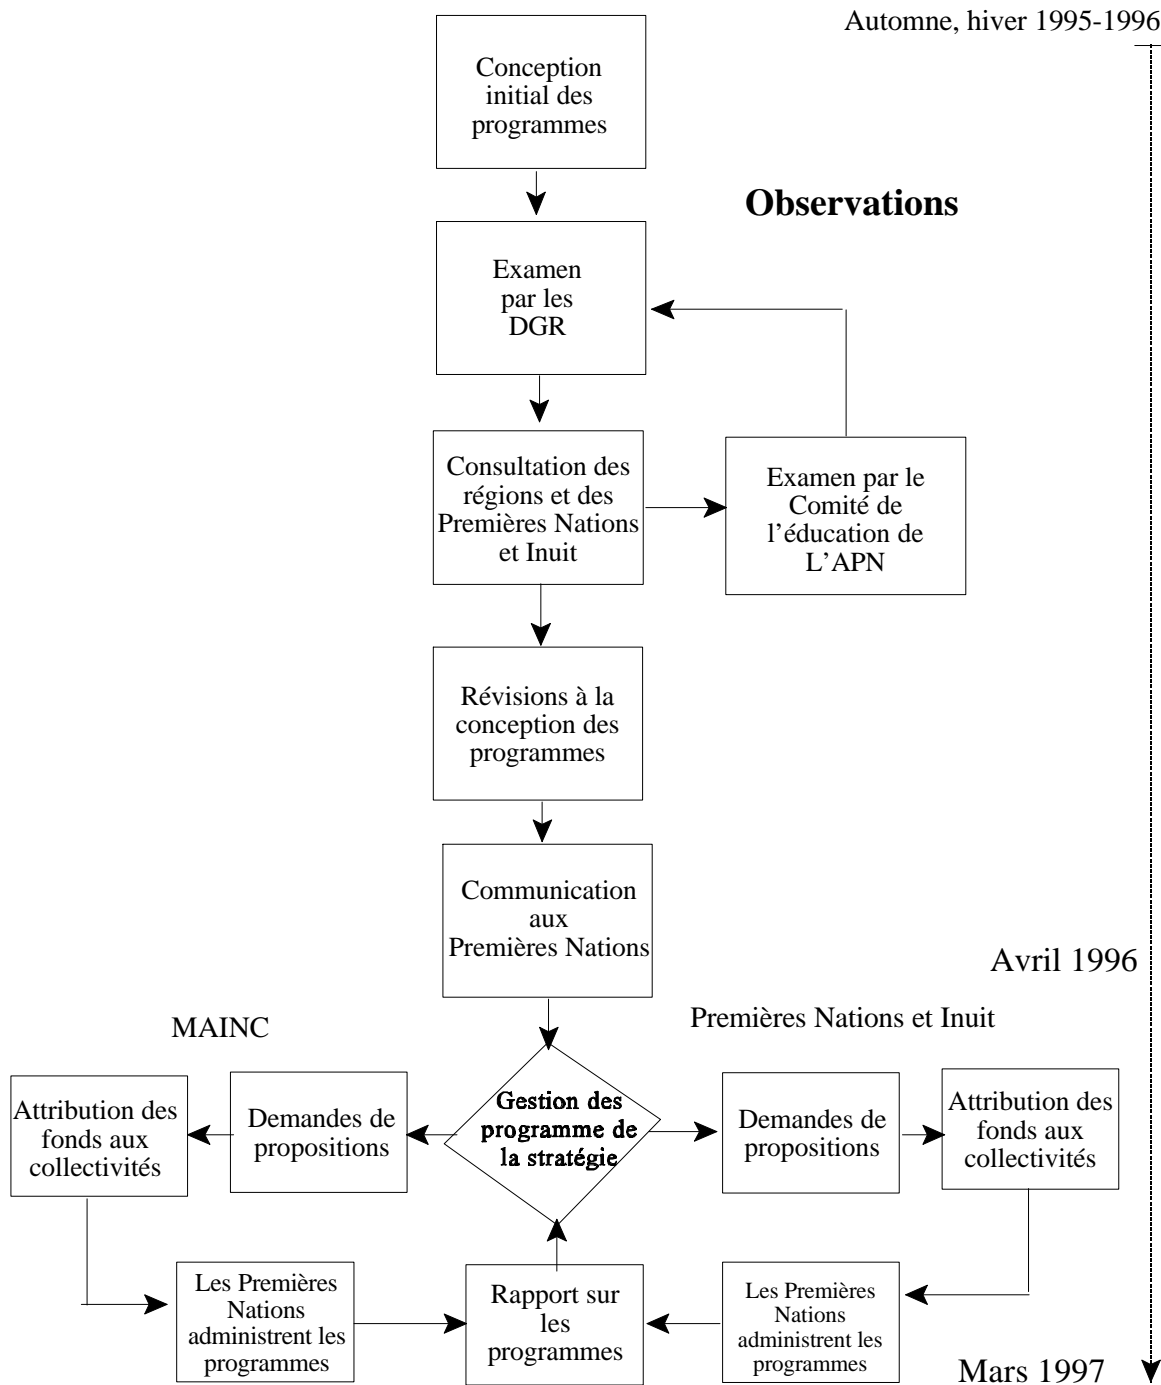 Automne, hiver 1995-1996
Conception
initial des
programmes
Observations
Examen
par les
DGR
Consultation des
régions et des
Premières Nations
et Inuit
Examen par le
Comité de
l’éducation de
L’APN
Révisions à la
conception des
programmes
Communication
aux
Premières Nations
Avril 1996
MAINC
Premières Nations et Inuit
Attribution des
fonds aux
collectivités
Demandes de
propositions
Gestion des
programme de
la stratégie
Demandes de
propositions
Attribution des
fonds aux
collectivités
Les Premières
Nations
administrent les
programmes
Rapport sur
les
programmes
Les Premières
Nations
administrent les
programmes
Mars 1997